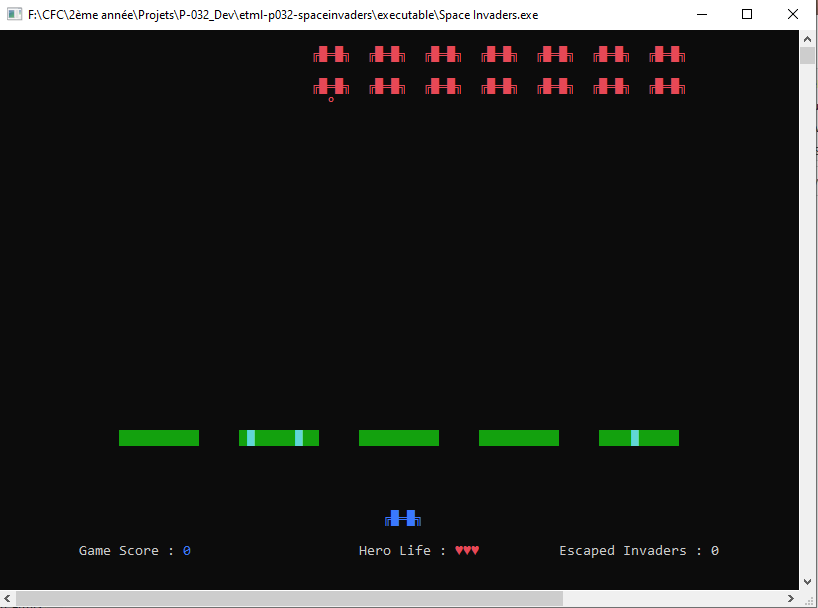 F:\CFC\2ème année\Projets\P-032_Dev\etml-p032-spaceinvaders\executable\Space Invaders.exe
Game Score : 0 Hero Life : ♥♥♥ Escaped Invaders : 0